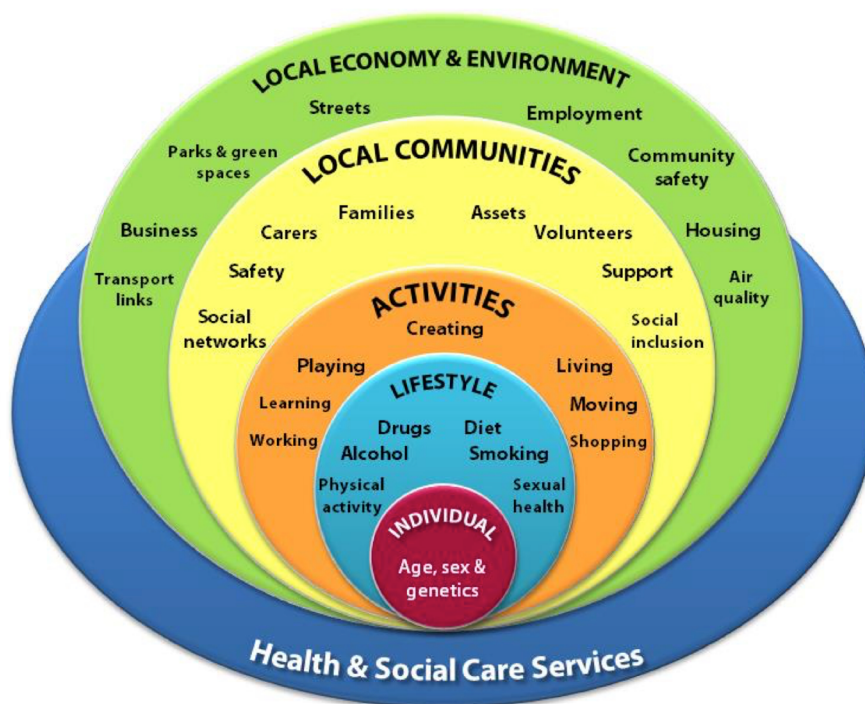 LOCAL ECONOMY & ENVIRONMENT
Streets
Employment
Parks & green
spaces
Community
safety
Business
Housing
Transport
links
Air
quality
LOCAL COMMUNITIES
Families
Assets
Carers
Volunteers
Safety
Support
Social
networks
Social
inclusion
ACTIVITIES
Creating
Playing
Living
Learning
Moving
Working
Shopping
LIFESTYLE
Drugs
Diet
Alcohol
Smoking
Physical
activity
Sexual
health
INDIVIDUAL
Age, sex &
genetics
Health & Social Care Services